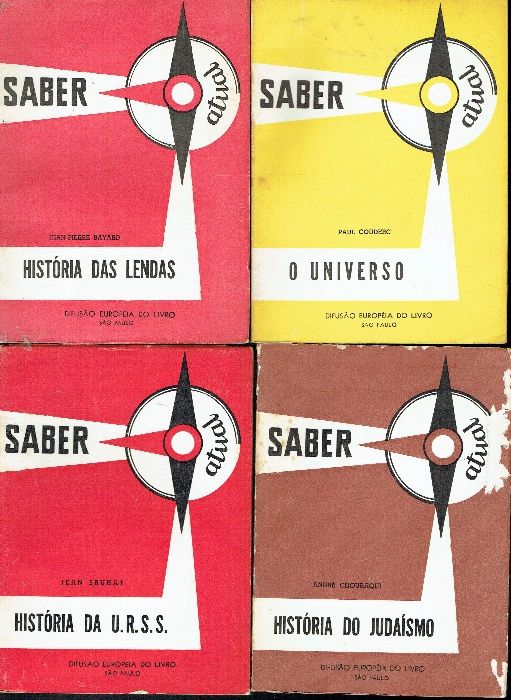 SABER
atual
JEAN-PIERRE BAYARD
HISTÓRIA DAS LENDAS
DIFUSÃO EUROPÉIA DO LIVRO
SÃO PAULO
SABER
atual
PAUL COUDERC
O UNIVERSO
DIFUSÃO EUROPÉIA DO LIVRO
SÃO PAULO
SABER
atual
JEAN BRUHAT
HISTÓRIA DA U.R.S.S.
DIFUSÃO EUROPÉIA DO LIVRO
SÃO PAULO
SABER
atual
ANDRÉ CHOURAQUI
HISTÓRIA DO JUDAÍSMO
DIFUSÃO EUROPÉIA DO LIVRO
SÃO PAULO